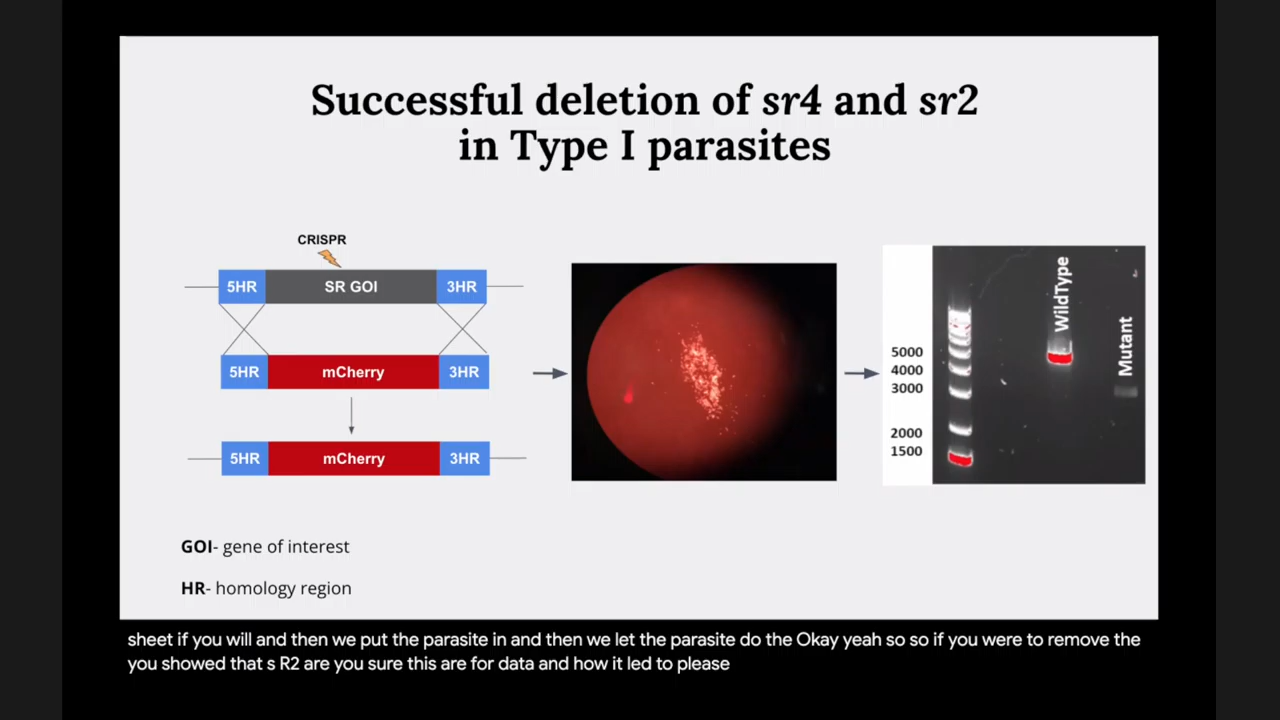 Successful deletion of sr4 and sr2
in Type I parasites
CRISPR
5HR SR GOI 3HR
5HR mCherry 3HR
5HR mCherry 3HR
WildType
Mutant
5000
4000
3000
2000
1500
GOI- gene of interest
HR- homology region
sheet if you will and then we put the parasite in and then we let the parasite do the Okay yeah so so if you were to remove the
you showed that s R2 are you sure this are for data and how it led to please